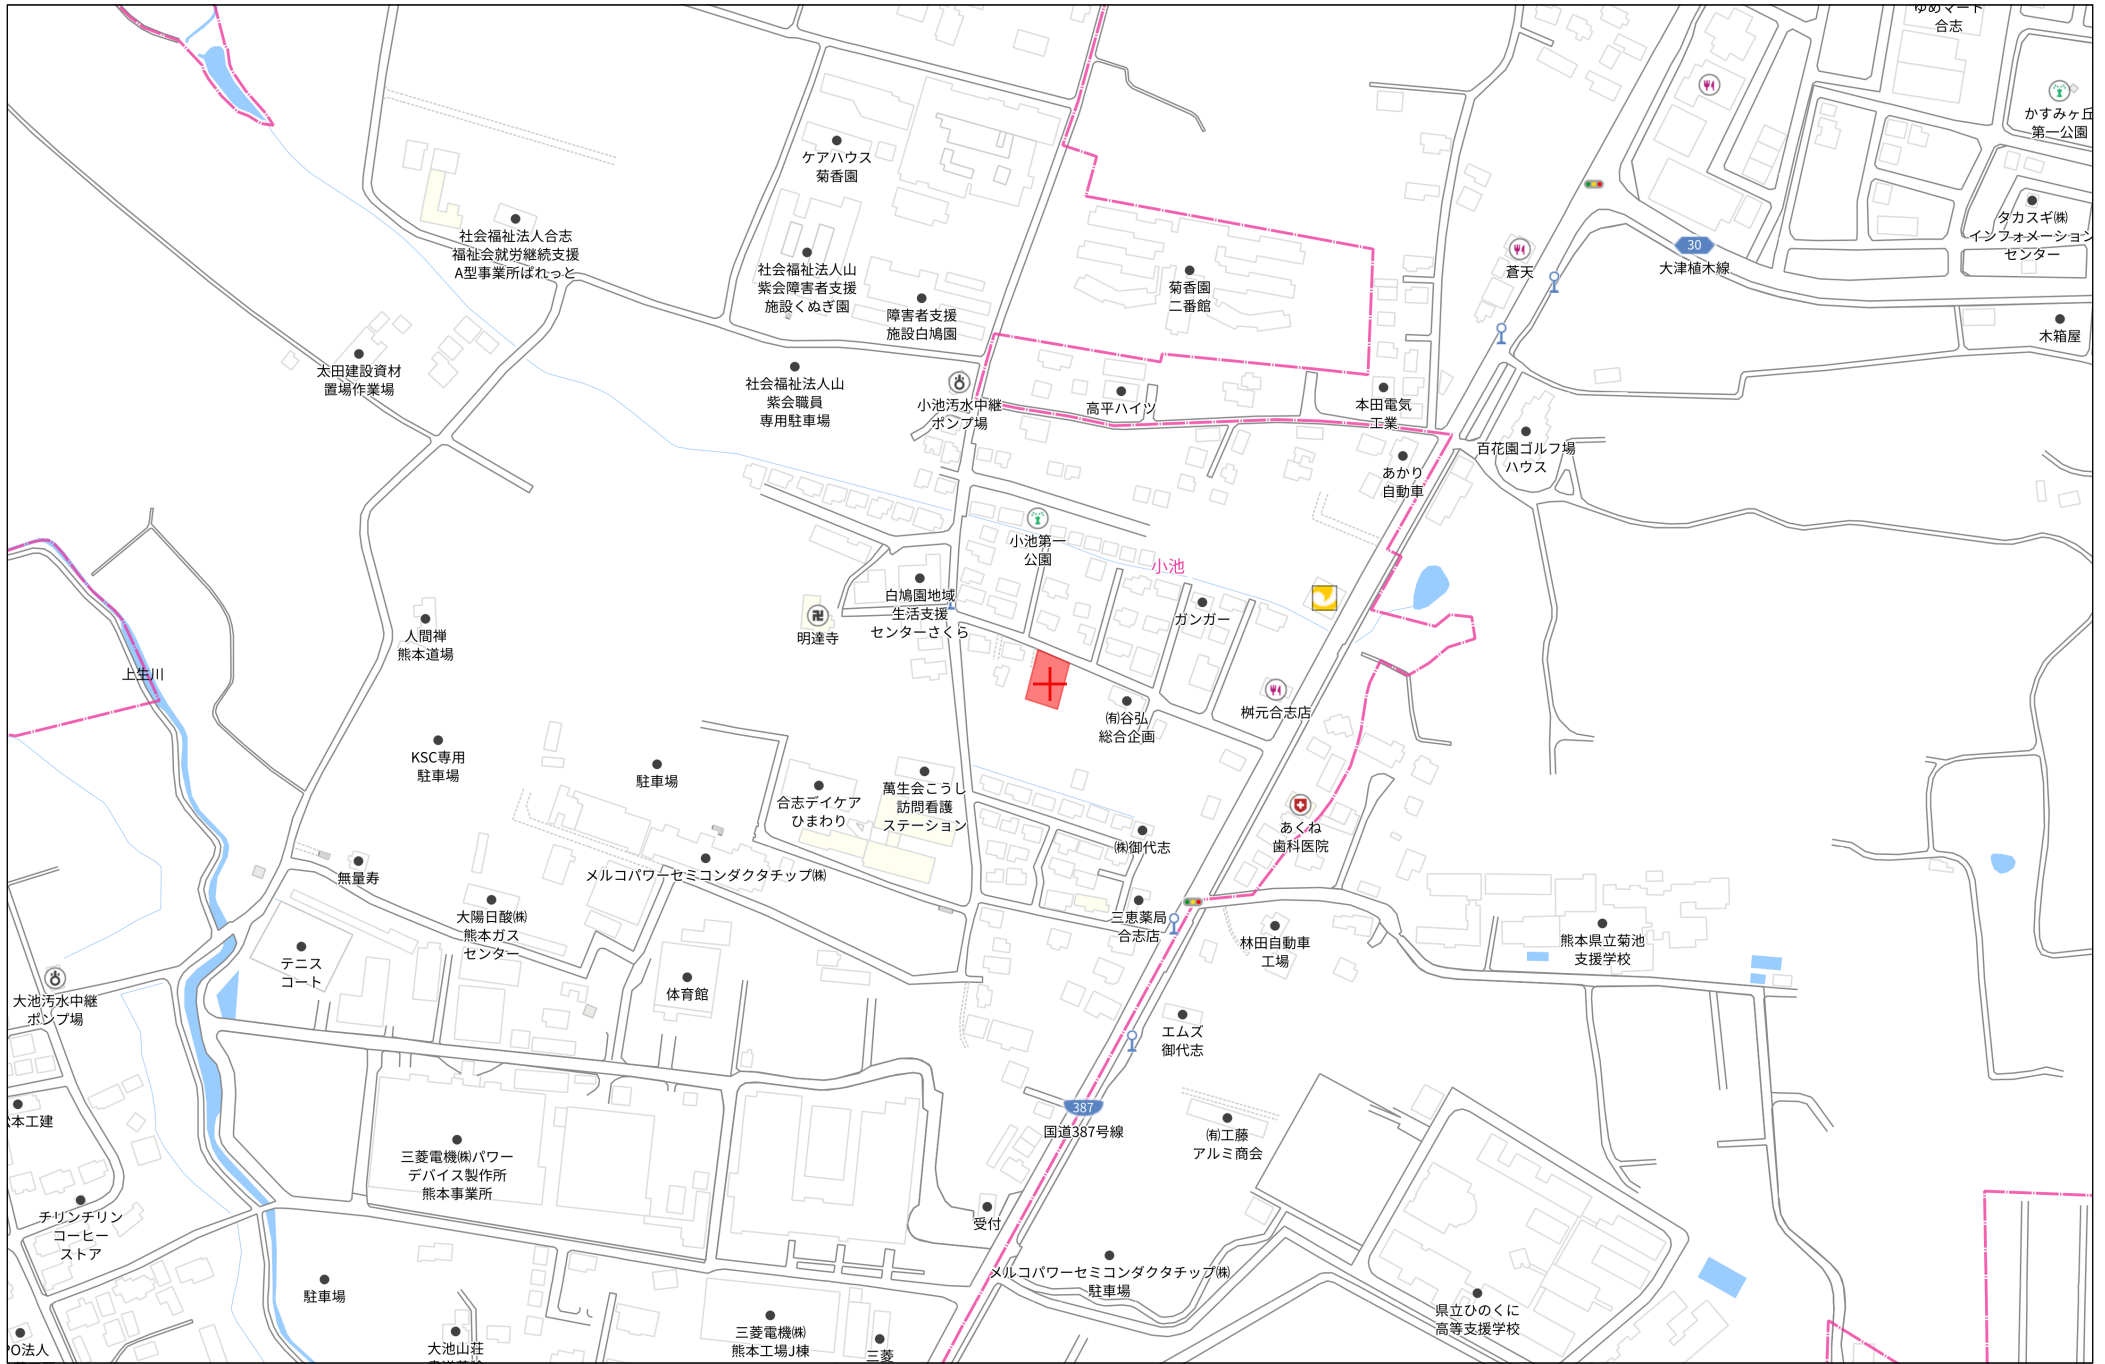 ゆめマート
合志
かすみヶ丘
第一公園
ケアハウス
菊香園
タカスギ㈱
インフォメーション
センター
社会福祉法人合志
福祉会就労継続支援
A型事業所ぱれっと
30
大津植木線
蒼天
社会福祉法人山
紫会障害者支援
施設くぬぎ園
菊香園
二番館
障害者支援
施設白鳩園
木箱屋
太田建設資材
置場作業場
社会福祉法人山
紫会職員
専用駐車場
小池汚水中継
ポンプ場
高平ハイツ
本田電気
工業
百花園ゴルフ場
ハウス
あかり
自動車
小池第一
公園
小池
白鳩園地域
生活支援
センターさくら
ガンガー
明達寺
人間禅
熊本道場
上生川
桝元合志店
㈲谷弘
総合企画
KSC専用
駐車場
駐車場
合志デイケア
ひまわり
萬生会こうし
訪問看護
ステーション
あくね
歯科医院
㈱御代志
無量寿
メルコパワーセミコンダクタチップ㈱
大陽日酸㈱
熊本ガス
センター
三恵薬局
合志店
林田自動車
工場
熊本県立菊池
支援学校
テニス
コート
体育館
大池汚水中継
ポンプ場
エムズ
御代志
387
国道387号線
本工建
㈲工藤
アルミ商会
三菱電機㈱パワー
デバイス製作所
熊本事業所
チリンチリン
コーヒー
ストア
受付
メルコパワーセミコンダクタチップ㈱
駐車場
駐車場
県立ひのくに
高等支援学校
三菱電機㈱
熊本工場J棟
大池山荘
PO法人
三菱